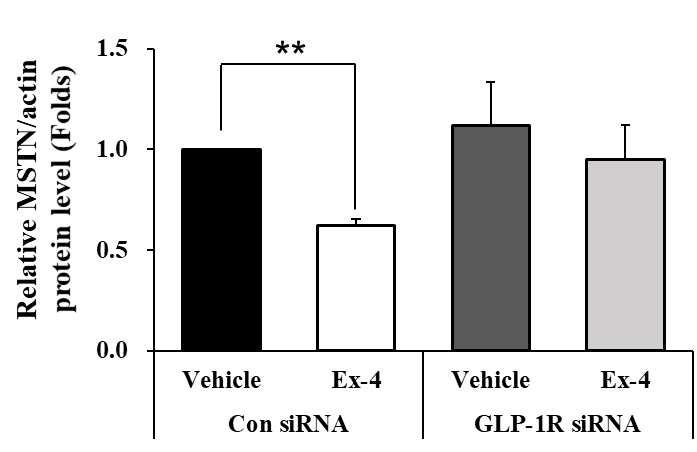 Relative MSTN/actin
protein level (Folds)
1.5
1.0
0.5
0.0
**
Vehicle
Ex-4
Vehicle
Ex-4
Con siRNA
GLP-1R siRNA